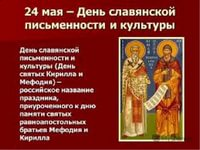 24 мая – День славянской
письменности и культуры
День славянской
письменности и
культуры (День
святых Кирилла и
Мефодия) –
российское название
праздника,
приуроченного к дню
памяти святых
равноапостольных
братьев Мефодия и
Кирилла